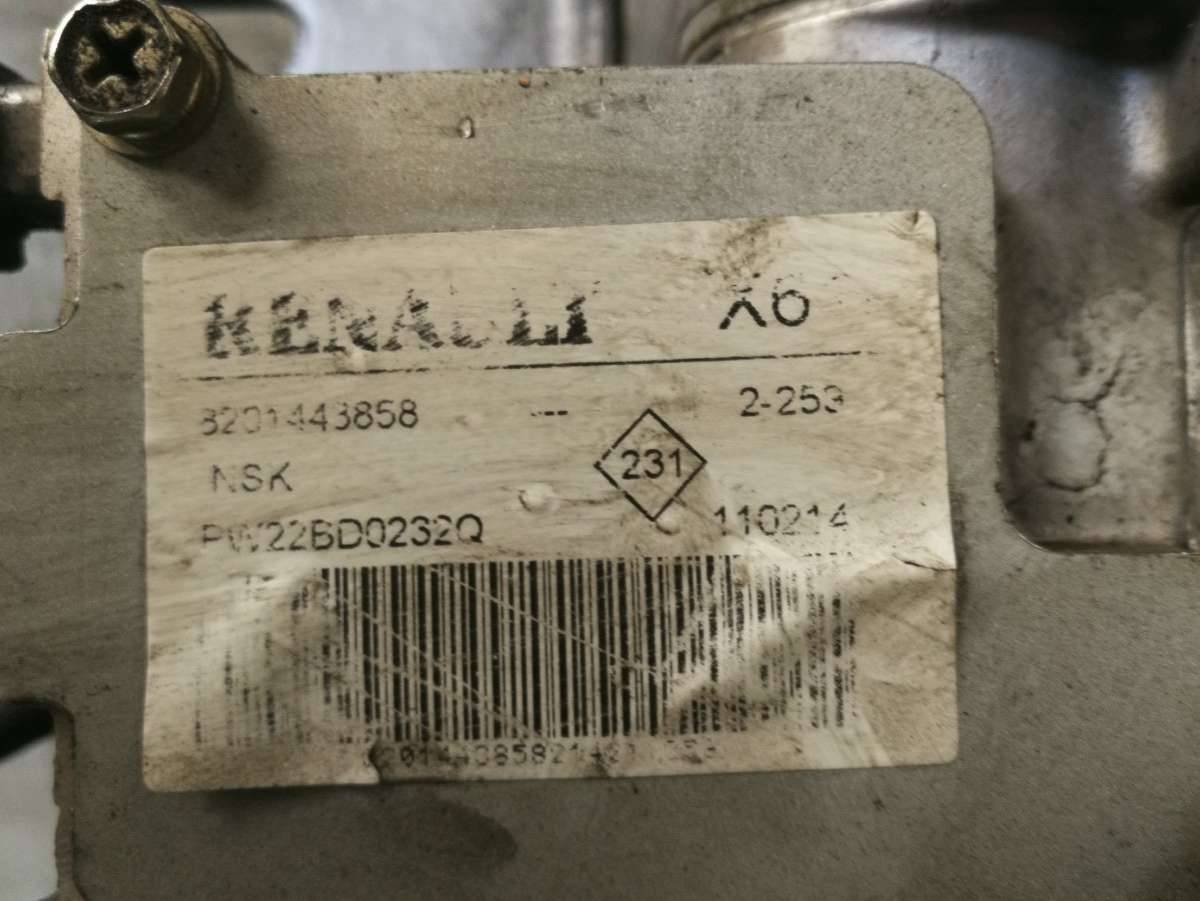 RENAULT X6
8201443858 --- 2-253
NSK 231
PW22BD0232Q 110214